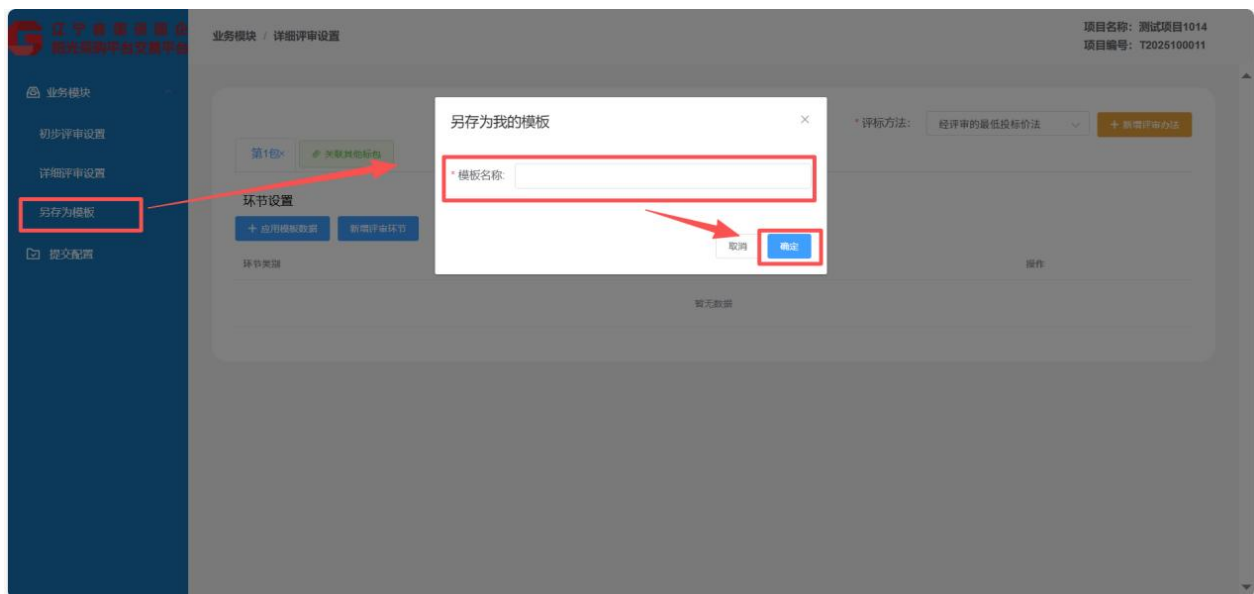 业务模块 / 详细评审设置
项目名称： 测试项目1014
项目编号： T2025100011
业务模块
初步评审设置
详细评审设置
另存为模板
提交配置
*评标方法： 经评审的最低投标价法
+ 新增评审办法
第1包×
关联其他标包
环节设置
+ 应用模板数据
新增评审环节
环节类别
操作
暂无数据
另存为我的模板
×
*模板名称:
取消
确定